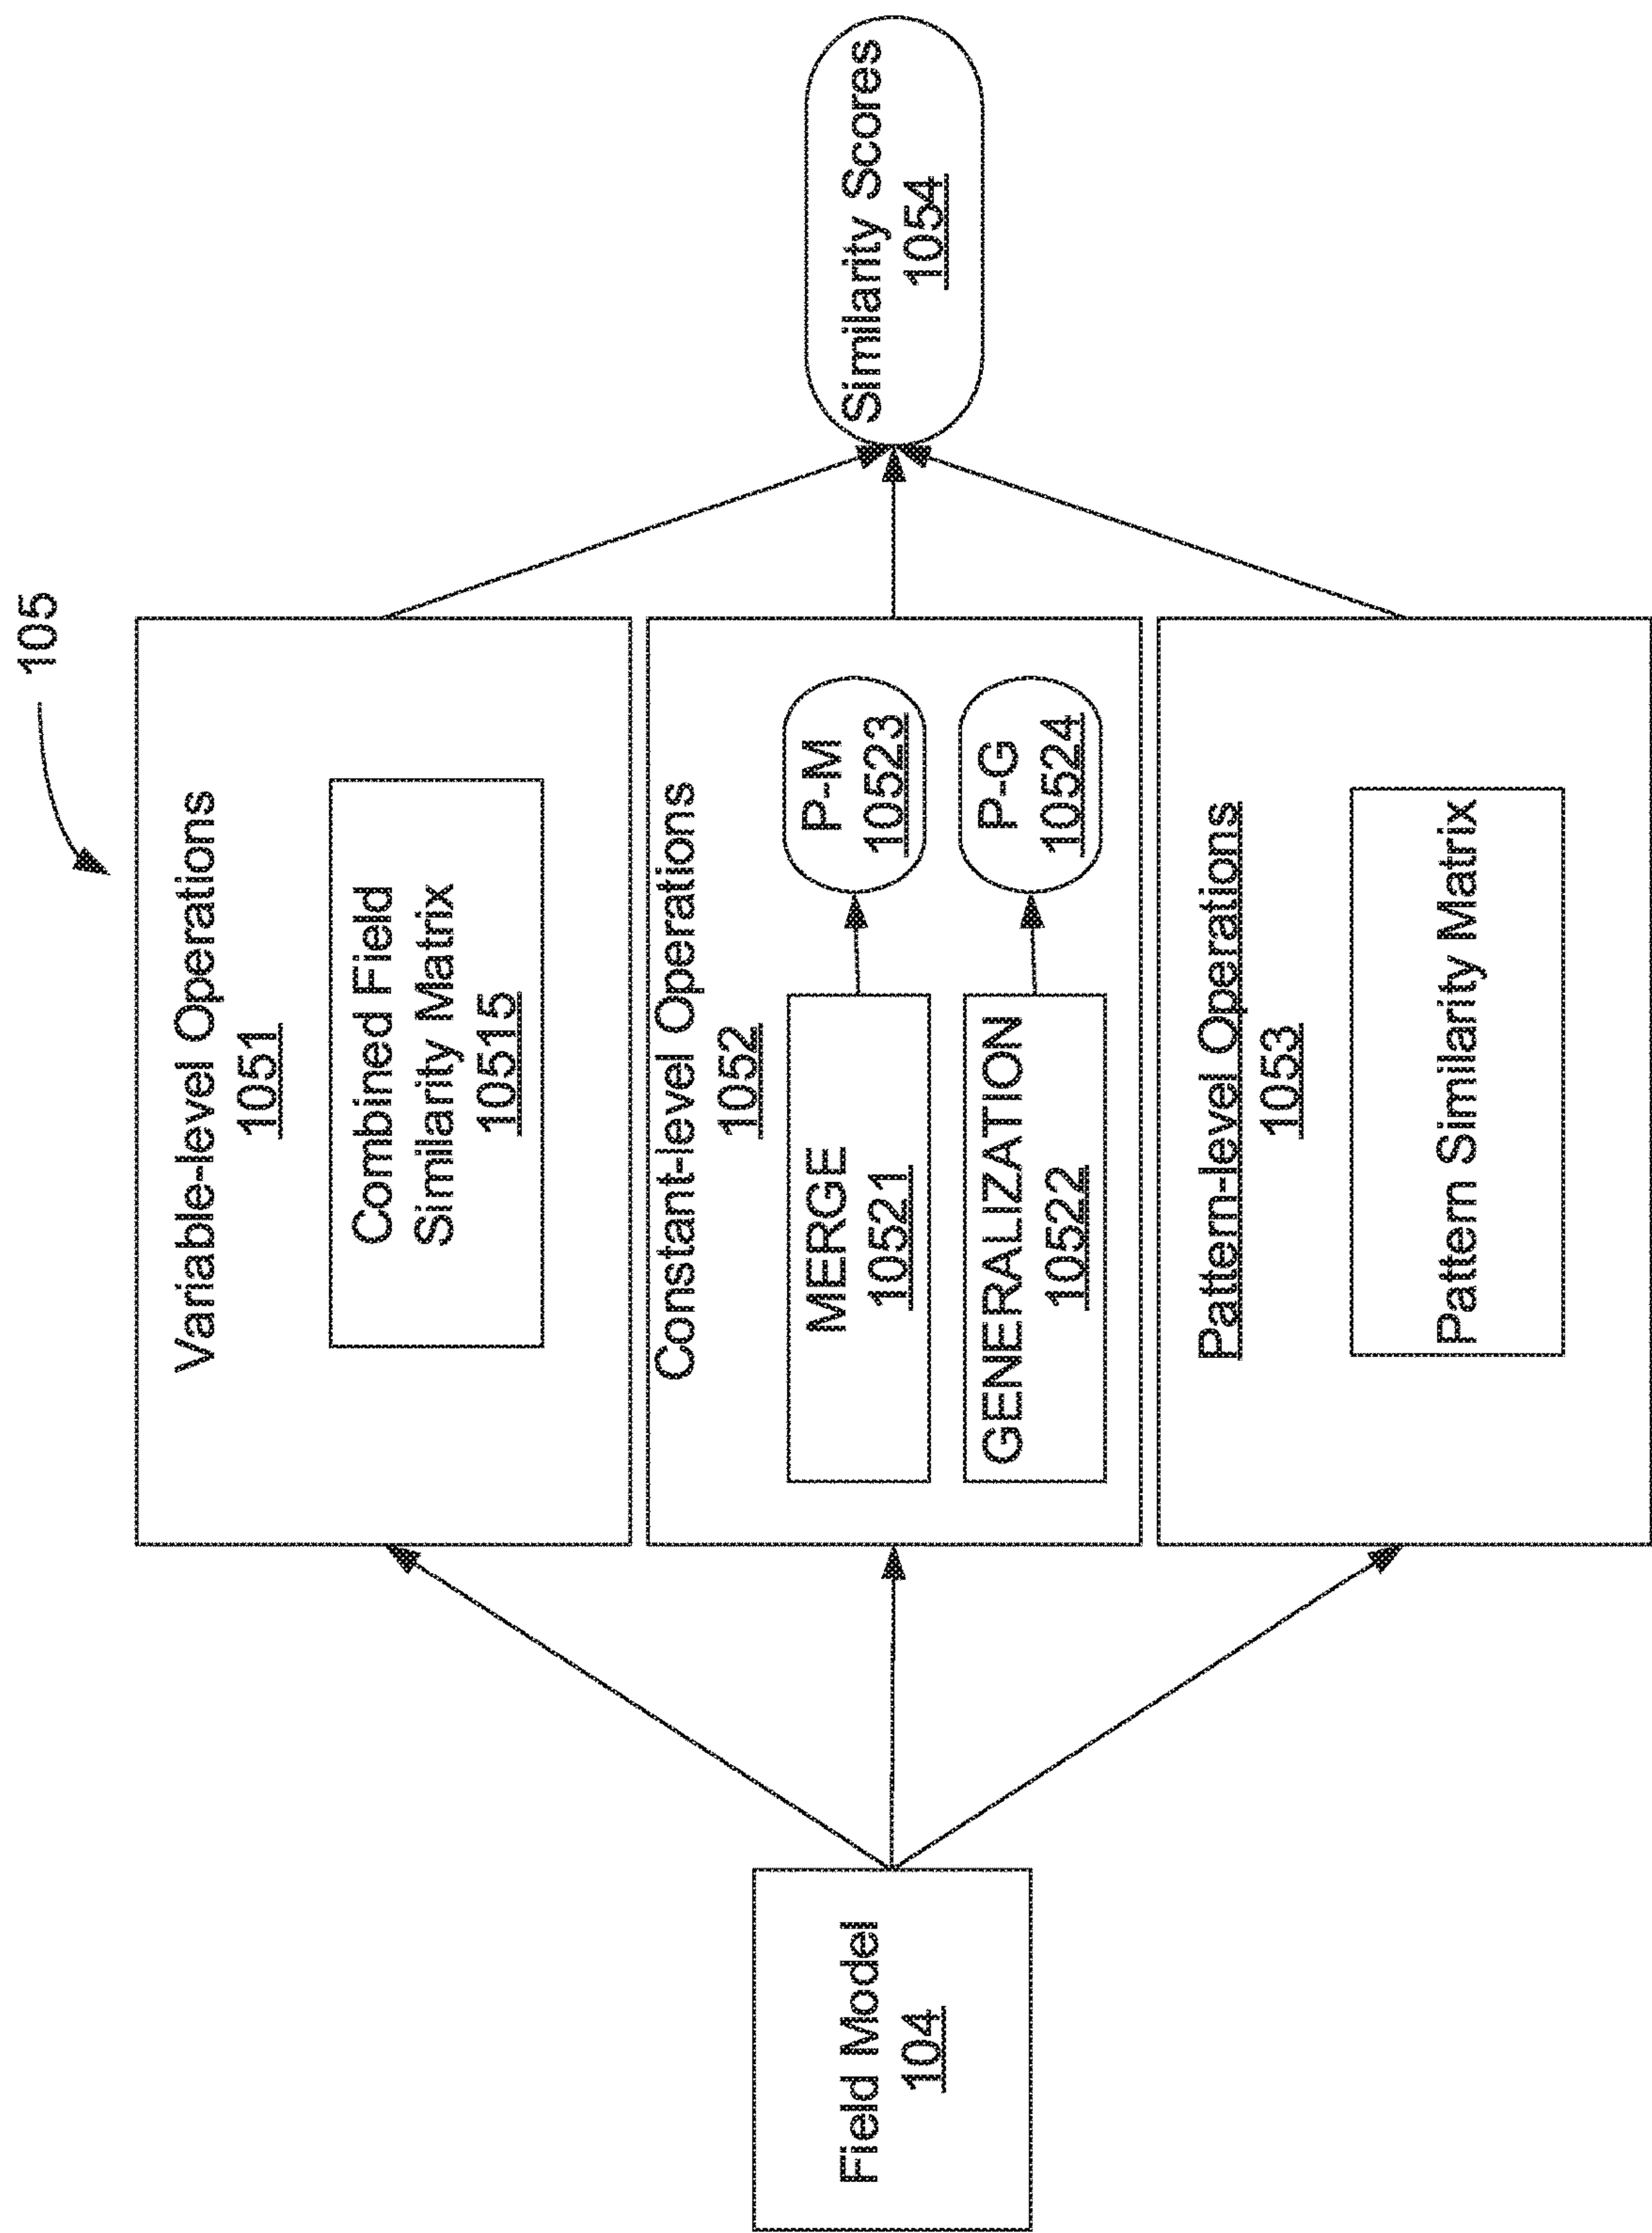 105
Variable-level Operations
1051
Combined Field
Similarity Matrix
10515
Constant-level Operations
1052
MERGE
10521
P-M
10523
GENERALIZATION
10522
P-G
10524
Pattern-level Operations
1053
Pattern Similarity Matrix
Field Model
104
Similarity Scores
1054